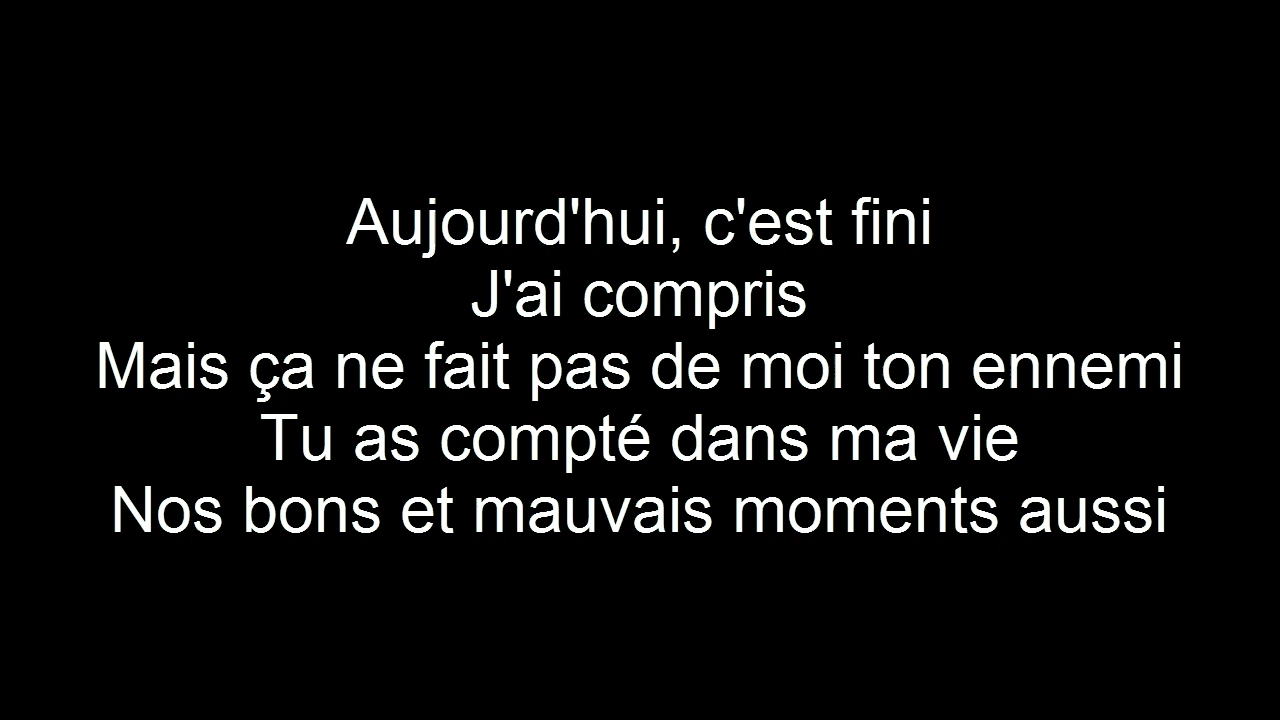 Aujourd'hui, c'est fini
J'ai compris
Mais ça ne fait pas de moi ton ennemi
Tu as compté dans ma vie
Nos bons et mauvais moments aussi